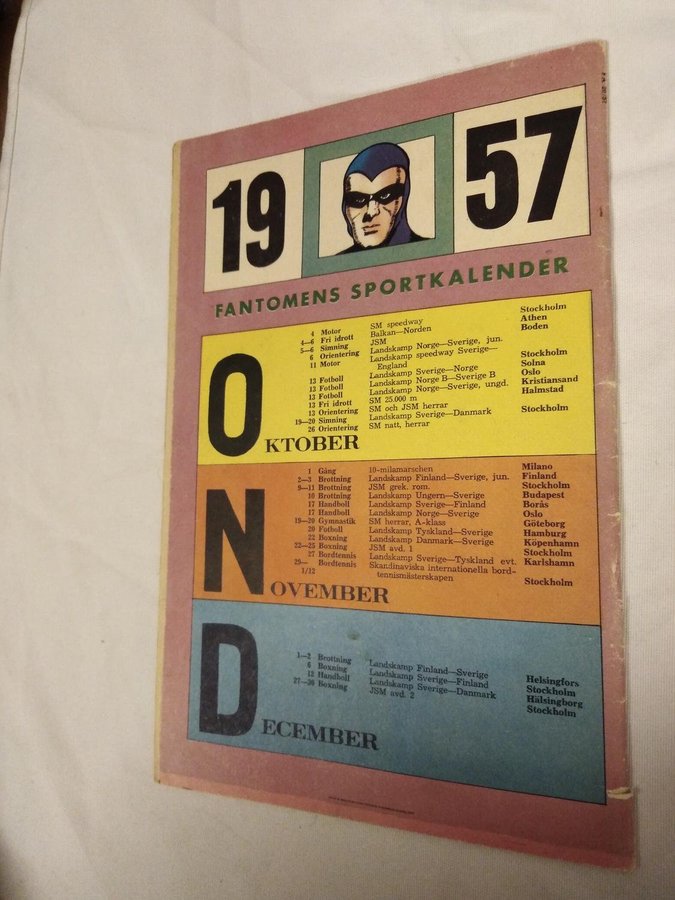 19 57
FANTOMENS SPORTKALENDER
4 Motor SM speedway Stockholm
4—6 Fri idrott Balkan—Norden Athen
5—6 Simning JSM Boden
6 Orientering Landskamp Norge—Sverige, jun.
11 Motor Landskamp speedway Sverige—
England Stockholm
13 Fotboll Landskamp Sverige—Norge Solna
13 Fotboll Landskamp Norge B—Sverige B Oslo
13 Fotboll Landskamp Norge—Sverige, ungd. Kristiansand
13 Fri idrott SM 25.000 m Halmstad
13 Orientering SM och JSM herrar
19—20 Simning Landskamp Sverige—Danmark Stockholm
26 Orientering SM natt, herrar
OKTOBER
1 Gång 10-milamarschen Milano
2—3 Brottning Landskamp Finland—Sverige, jun. Finland
9—11 Brottning JSM grek. rom. Stockholm
10 Brottning Landskamp Ungern—Sverige Budapest
17 Handboll Landskamp Sverige—Finland Borås
17 Handboll Landskamp Norge—Sverige Oslo
19—20 Gymnastik SM herrar, A-klass Göteborg
20 Fotboll Landskamp Tyskland—Sverige Hamburg
22 Boxning Landskamp Danmark—Sverige Köpenhamn
22—25 Boxning JSM avd. 1 Stockholm
27 Bordtennis Landskamp Sverige—Tyskland evt. Karlshamn
29— Bordtennis Skandinaviska internationella bord-
1/12 tennismästerskapen Stockholm
NOVEMBER
1—2 Brottning Landskamp Finland—Sverige Helsingfors
6 Boxning Landskamp Sverige—Finland Stockholm
12 Handboll Landskamp Sverige—Danmark Hälsingborg
27—30 Boxning JSM avd. 2 Stockholm
DECEMBER